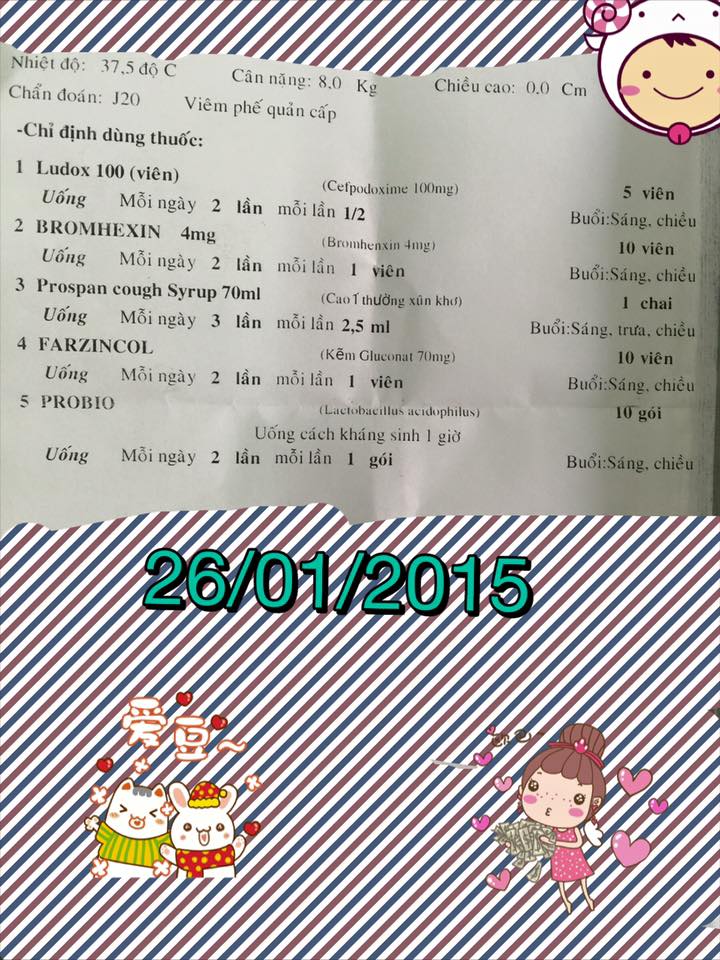 Nhiệt độ: 37,5 độ C Cân nặng: 8.0 Kg Chiều cao: 0.0 Cm
Chẩn đoán: J20 Viêm phế quản cấp
-Chỉ định dùng thuốc:
1 Ludox 100 (viên) (Cefpodoxime 100mg) 5 viên
Uống Mỗi ngày 2 lần mỗi lần 1/2 Buổi:Sáng, chiều
2 BROMHEXIN 4mg (Bromhenxin 4mg) 10 viên
Uống Mỗi ngày 2 lần mỗi lần 1 viên Buổi:Sáng, chiều
3 Prospan cough Syrup 70ml (Cao 1 thường xûn khơ) 1 chai
Uống Mỗi ngày 3 lần mỗi lần 2,5 ml Buổi:Sáng, trưa, chiều
4 FARZINCOL (Kẽm Gluconat 70mg) 10 viên
Uống Mỗi ngày 2 lần mỗi lần 1 viên Buổi:Sáng, chiều
5 PROBIO (Lactobacillus acidophilus) 10 gói
Uống cách kháng sinh 1 giờ
Uống Mỗi ngày 2 lần mỗi lần 1 gói Buổi:Sáng, chiều
26/01/2015
爱豆~